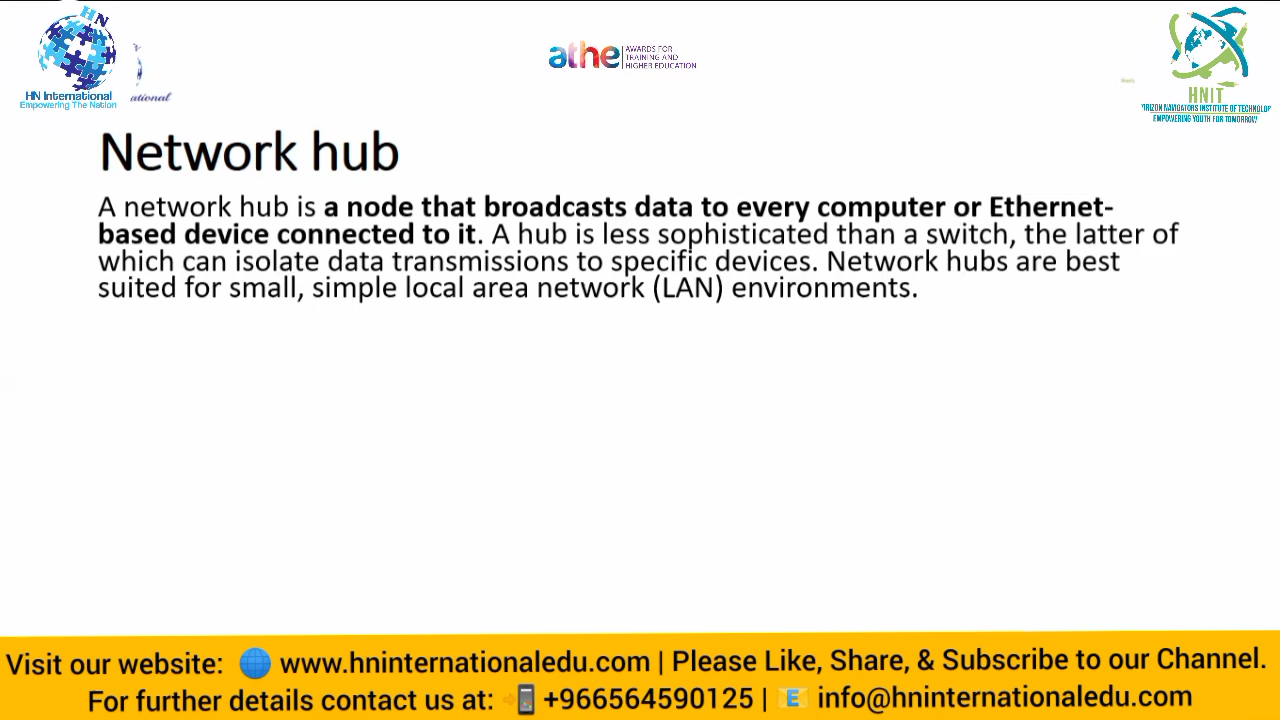 HN
HN International
Empowering The Nation
ational
athe
AWARDS FOR
TRAINING AND
HIGHER EDUCATION
HNIT
EMPOWERING YOUTH FOR TOMORROW
Network hub
A network hub is a node that broadcasts data to every computer or Ethernet-
based device connected to it. A hub is less sophisticated than a switch, the latter of
which can isolate data transmissions to specific devices. Network hubs are best
suited for small, simple local area network (LAN) environments.
Visit our website: www.hninternationaledu.com | Please Like, Share, & Subscribe to our Channel.
For further details contact us at: +966564590125 | info@hninternationaledu.com